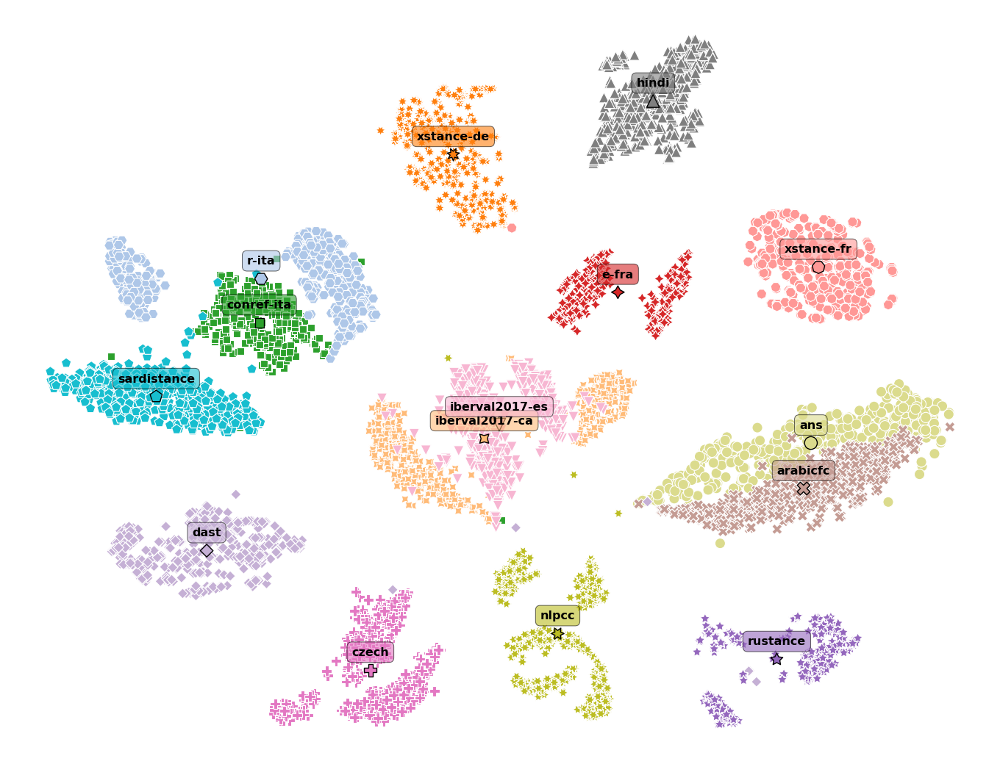 hindi
xstance-de
xstance-fr
r-ita
e-fra
conref-ita
sardistance
iberval2017-es
iberval2017-ca
ans
arabicfc
dast
nlpcc
rustance
czech